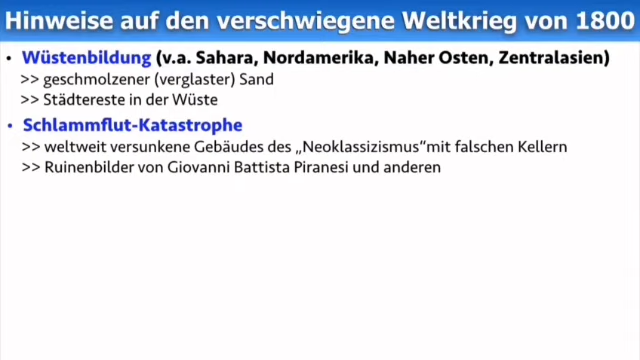 Hinweise auf den verschwiegene Weltkrieg von 1800
• Wüstenbildung (v.a. Sahara, Nordamerika, Naher Osten, Zentralasien)
>> geschmolzener (verglaster) Sand
>> Städtereste in der Wüste
• Schlammflut-Katastrophe
>> weltweit versunkene Gebäudes des „Neoklassizismus“mit falschen Kellern
>> Ruinenbilder von Giovanni Battista Piranesi und anderen